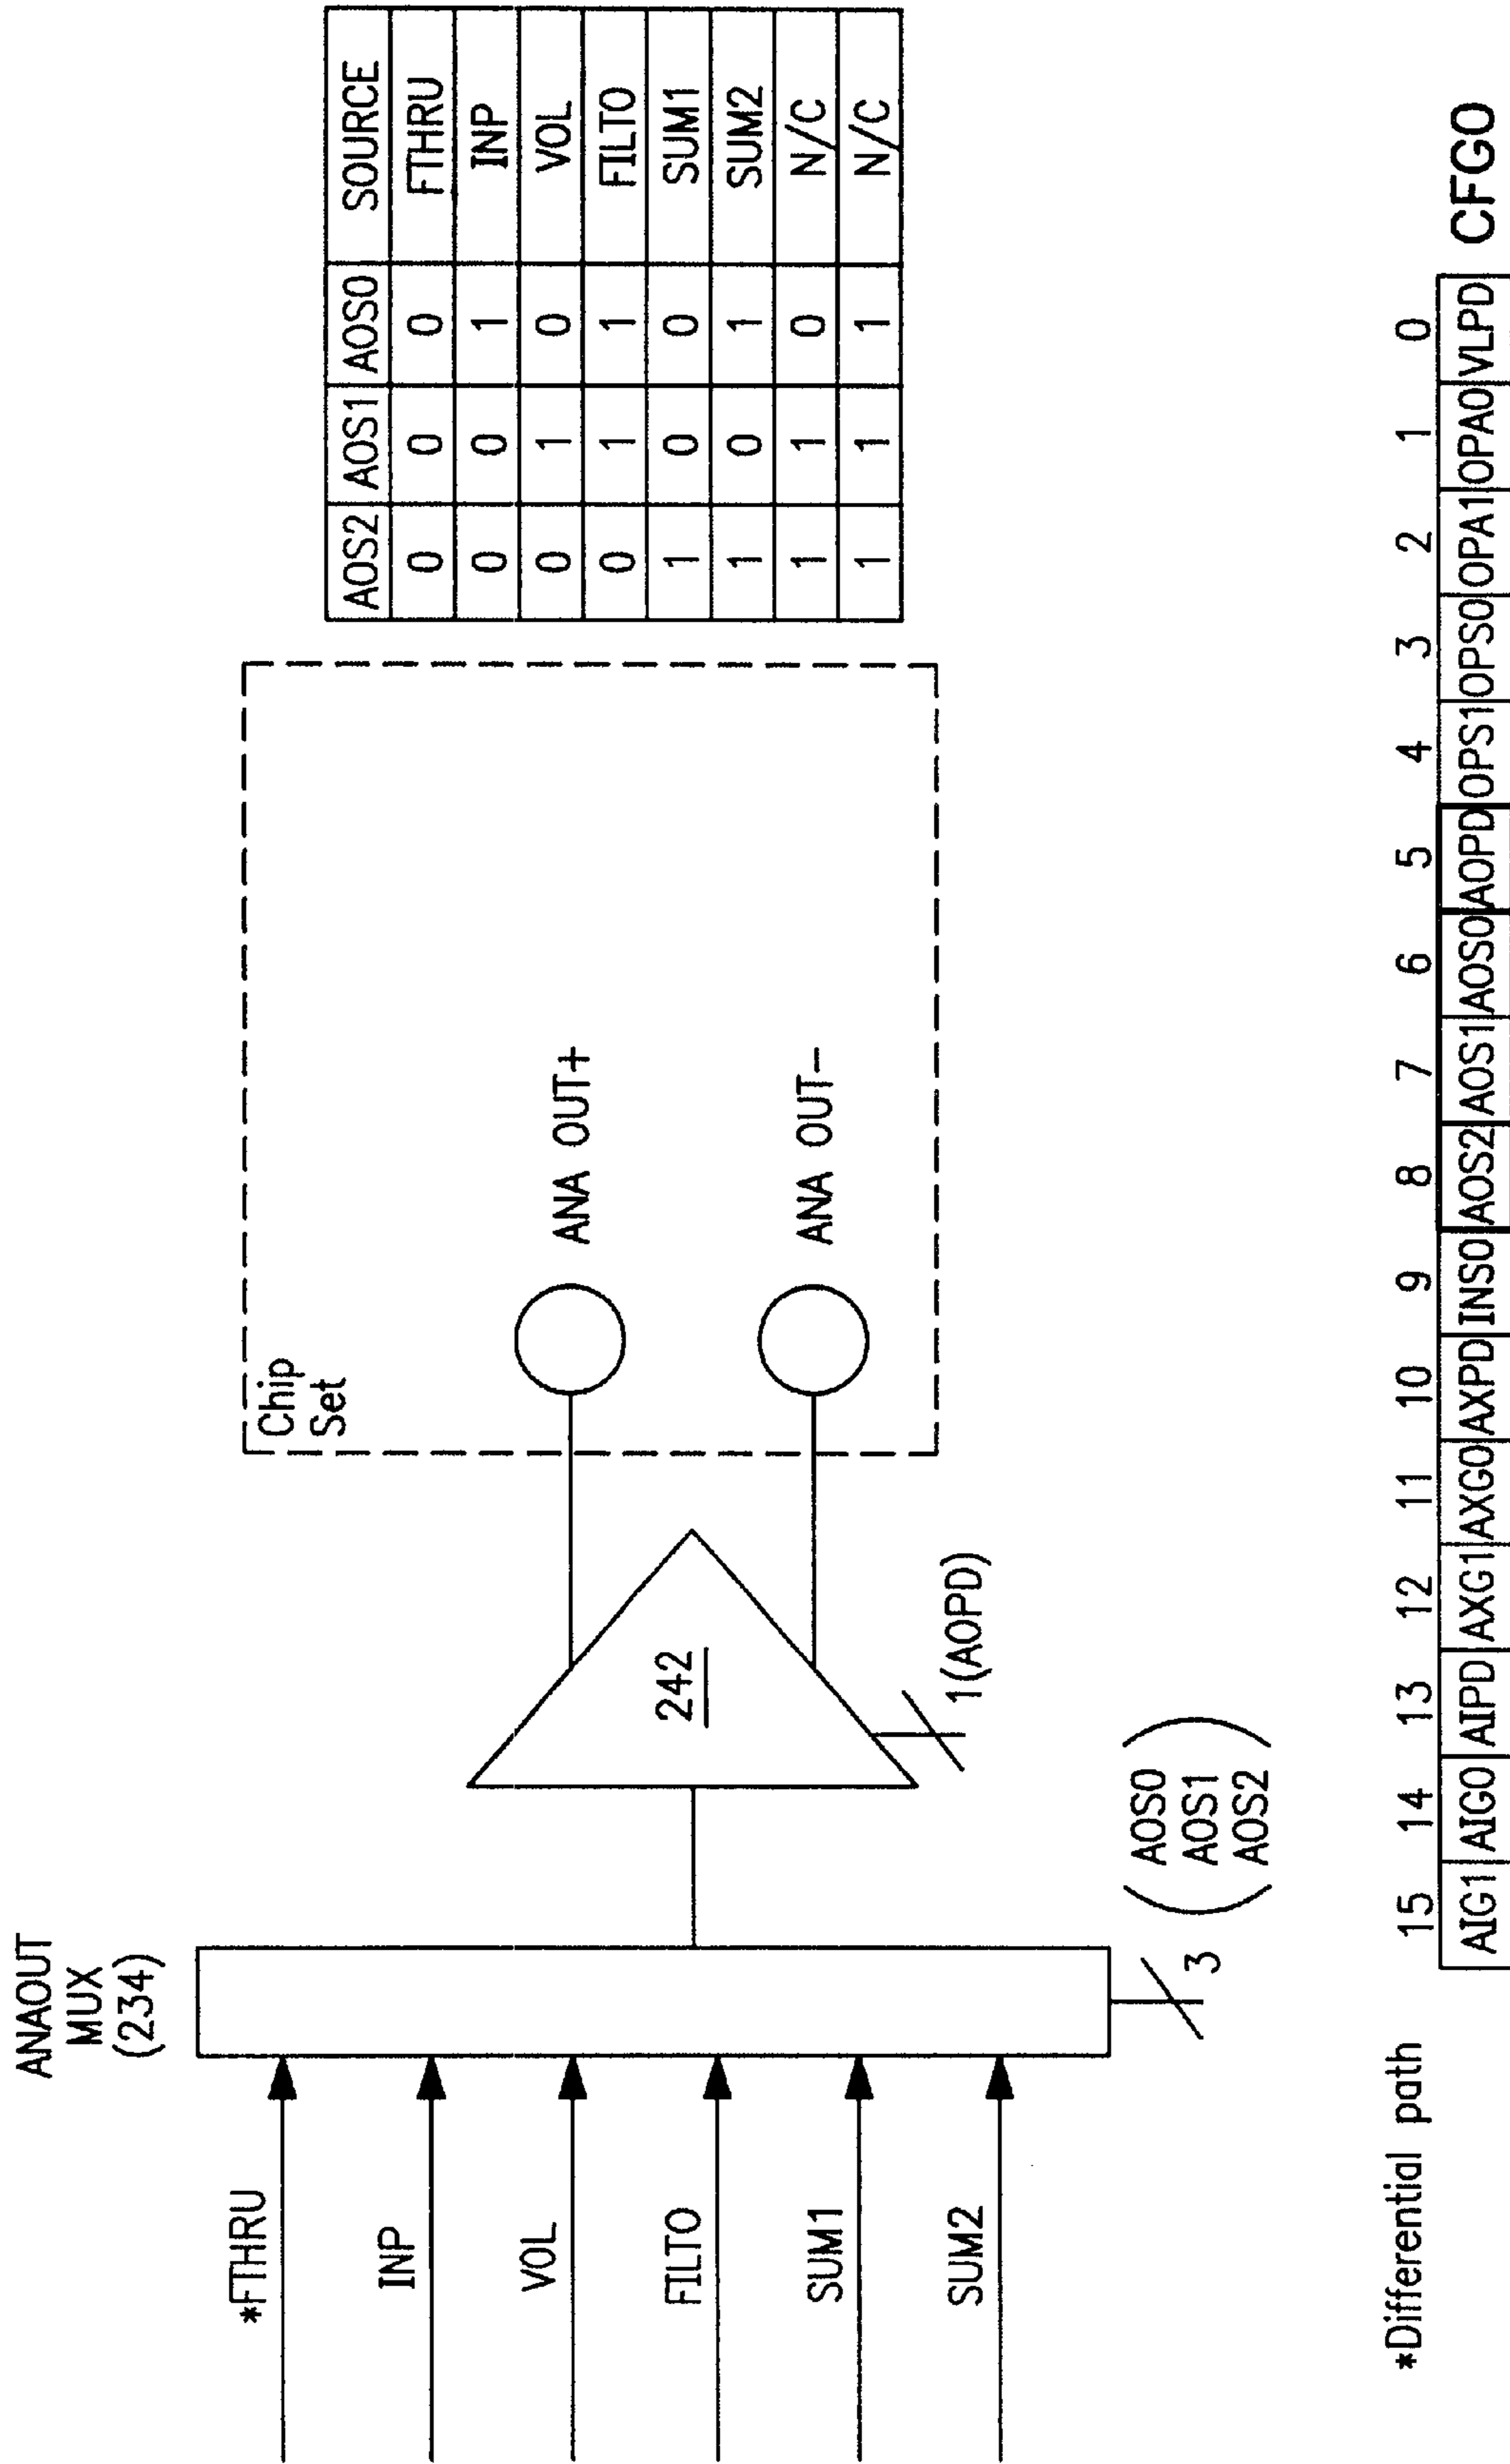 ANAOUT
MUX
(234)
*FTHRU
INP
VOL
FILTO
SUM1
SUM2
3
( AOS0
AOS1
AOS2 )
242
1(AOPD)
Chip
Set
ANA OUT+
ANA OUT-
AOS2 AOS1 AOS0 SOURCE
0 0 0 FTHRU
0 0 1 INP
0 1 0 VOL
0 1 1 FILTO
1 0 0 SUM1
1 0 1 SUM2
1 1 0 N/C
1 1 1 N/C
*Differential path
15 14 13 12 11 10 9 8 7 6 5 4 3 2 1 0
AIG1 AIG0 AIPD AXG1 AXG0 AXPD INS0 AOS2 AOS1 AOS0 AOPD OPS1 OPS0 OPA1 OPA0 VLPD CFG0